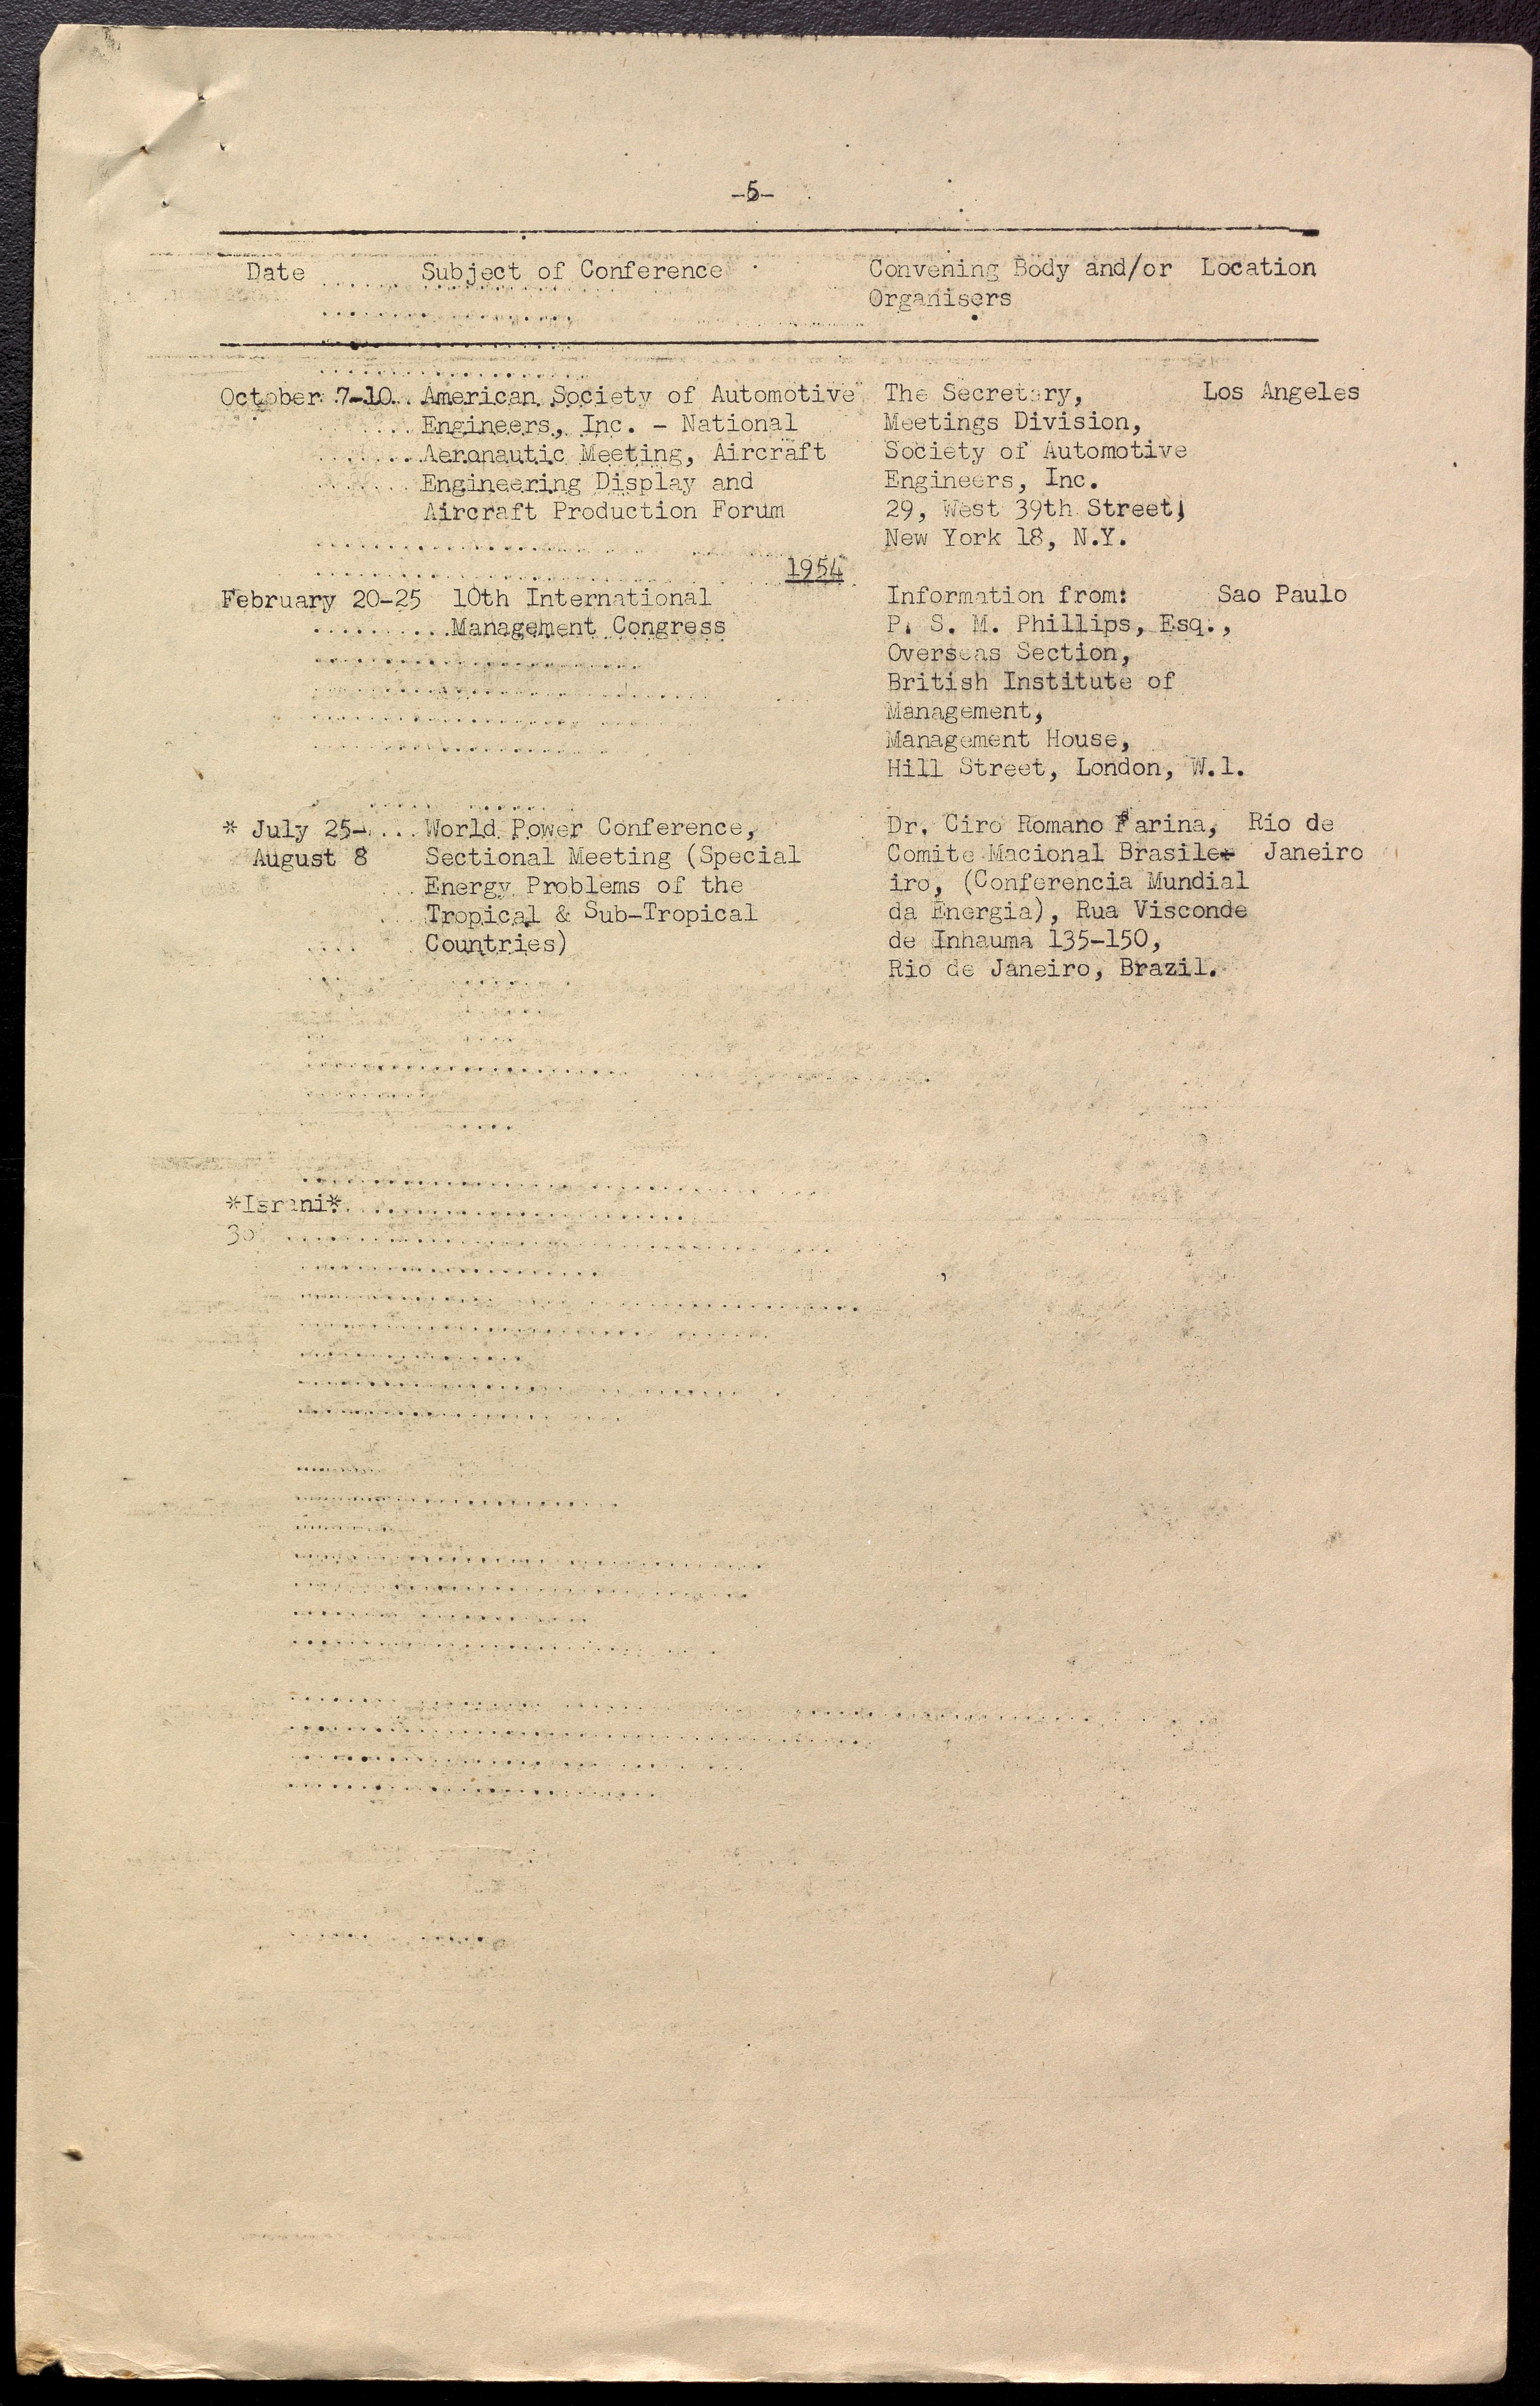 -5-
Date Subject of Conference Convening Body and/or Location
Organisers
October 7-10 American Society of Automotive The Secretary, Los Angeles
Engineers, Inc. - National Meetings Division,
Aeronautic Meeting, Aircraft Society of Automotive
Engineering Display and Engineers, Inc.
Aircraft Production Forum 29, West 39th Street,
New York 18, N.Y.
1954
February 20-25 10th International Information from: Sao Paulo
Management Congress P. S. M. Phillips, Esq.,
Overseas Section,
British Institute of
Management,
Management House,
Hill Street, London, W.1.
* July 25- World Power Conference, Dr. Ciro Romano Farina, Rio de
August 8 Sectional Meeting (Special Comite Macional Brasile- Janeiro
Energy Problems of the iro, (Conferencia Mundial
Tropical & Sub-Tropical da Energia), Rua Visconde
Countries) de Inhauma 135-150,
Rio de Janeiro, Brazil.
*Israni*
30